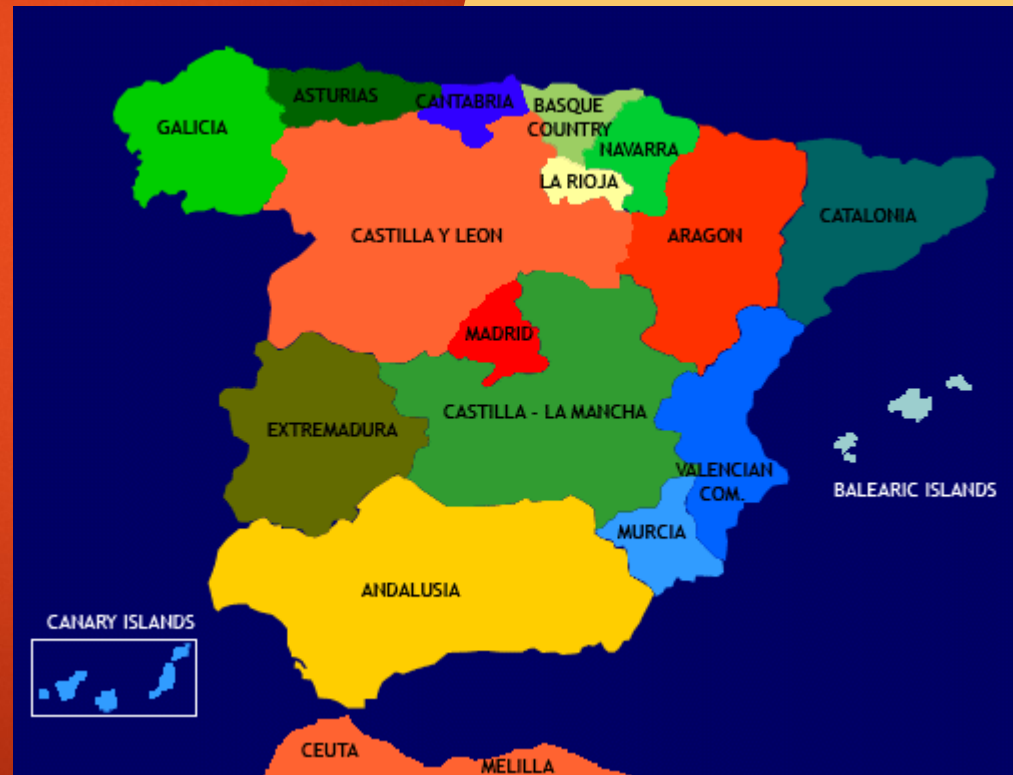 ASTURIAS
CANTABRIA
BASQUE
COUNTRY
GALICIA
NAVARRA
LA RIOJA
CATALONIA
CASTILLA Y LEON
ARAGON
MADRID
CASTILLA - LA MANCHA
EXTREMADURA
VALENCIAN
COM.
BALEARIC ISLANDS
MURCIA
ANDALUSIA
CANARY ISLANDS
CEUTA
MELILLA